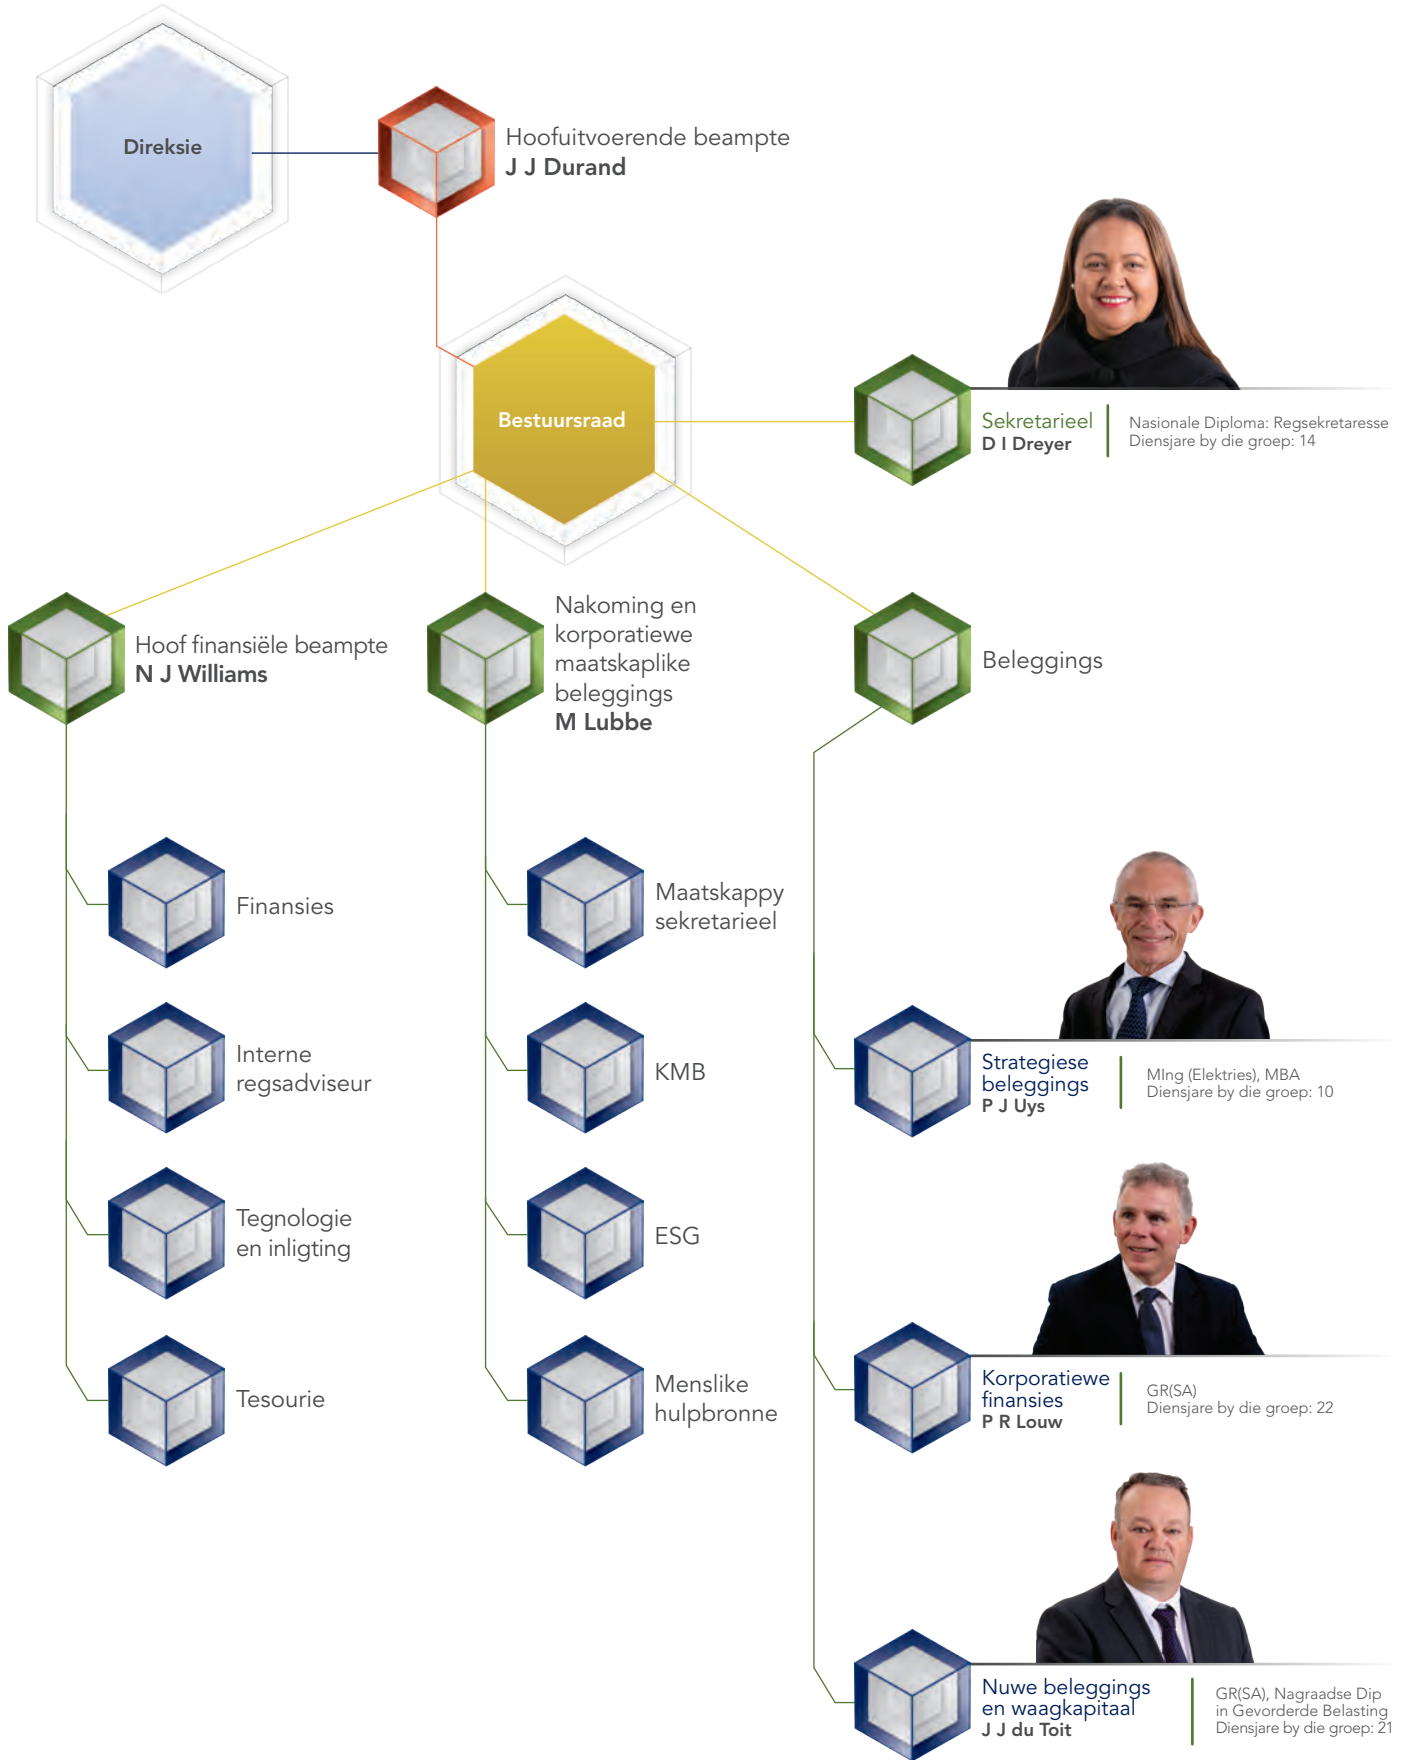 Direksie
Hoofuitvoerende beampte
J J Durand
Bestuursraad
Sekretarieel
D I Dreyer
Nasionale Diploma: Regsekretaresse
Diensjare by die groep: 14
Hoof finansiële beampte
N J Williams
Nakoming en
korporatiewe
maatskaplike
beleggings
M Lubbe
Beleggings
Finansies
Interne
regsadviseur
Tegnologie
en inligting
Tesourie
Maatskappy
sekretarieel
KMB
ESG
Menslike
hulpbronne
Strategiese
beleggings
P J Uys
MIng (Elektries), MBA
Diensjare by die groep: 10
Korporatiewe
finansies
P R Louw
GR(SA)
Diensjare by die groep: 22
Nuwe beleggings
en waagkapitaal
J J du Toit
GR(SA), Nagraadse Dip
in Gevorderde Belasting
Diensjare by die groep: 21